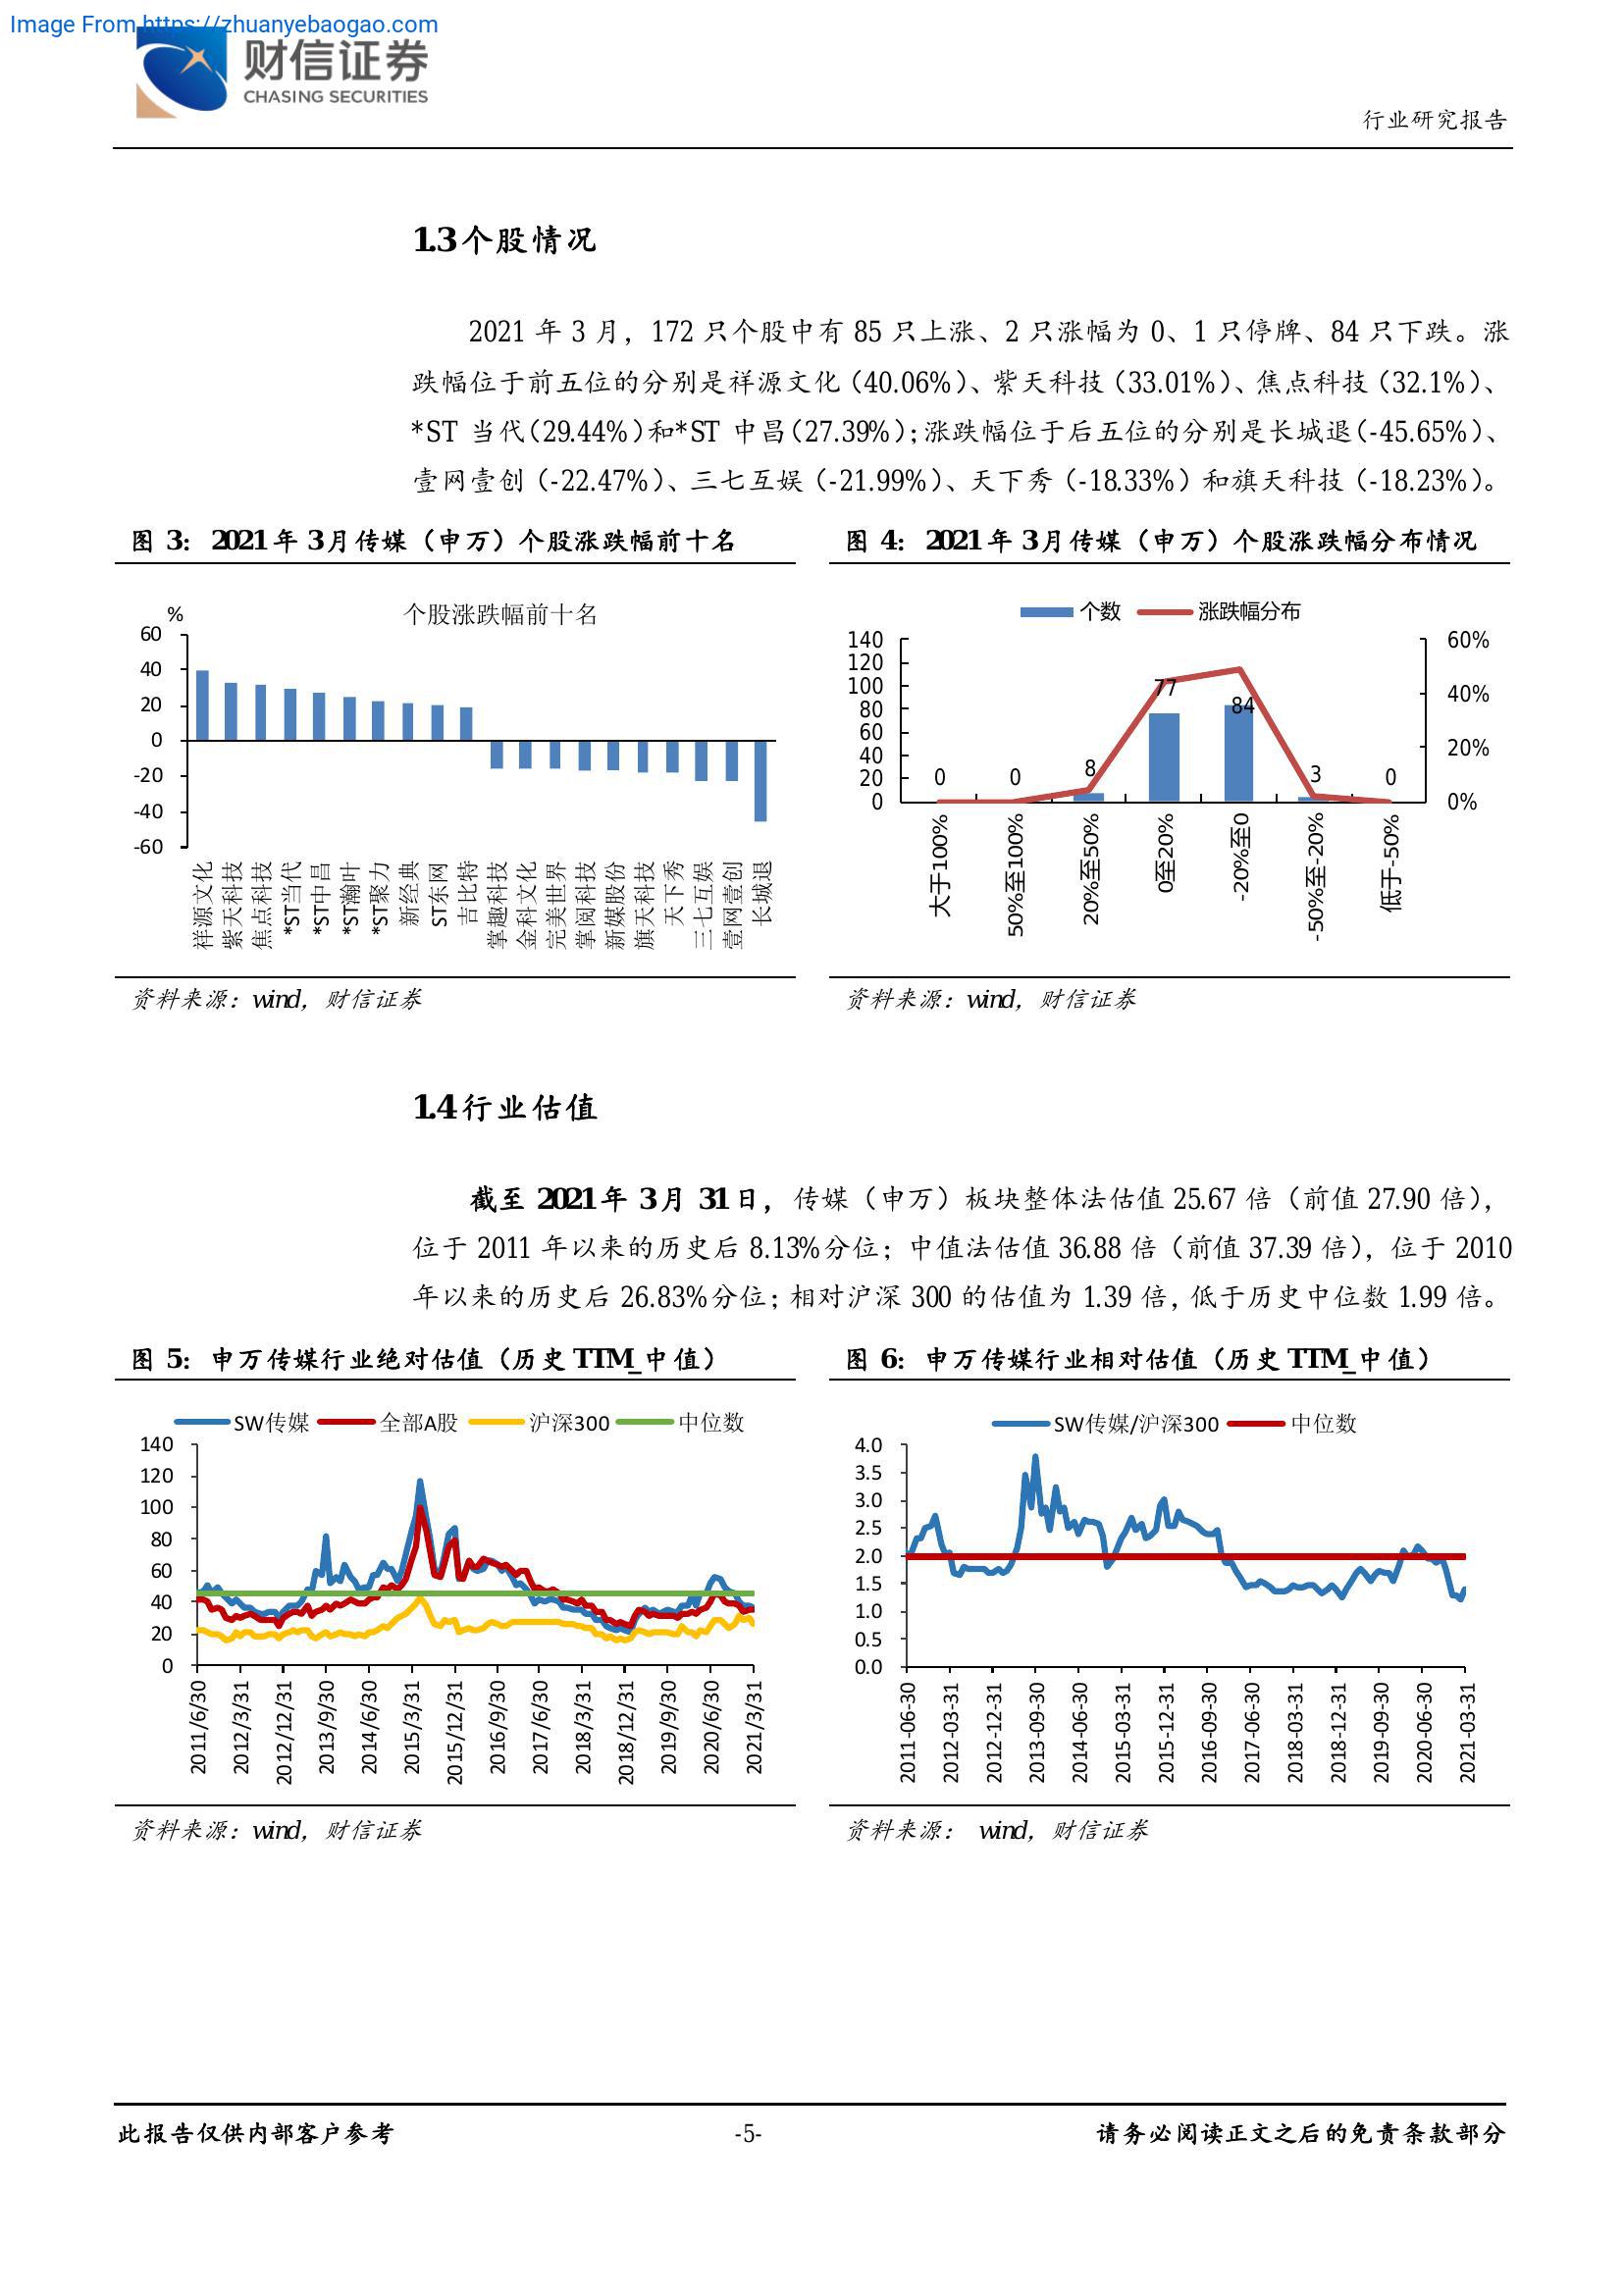 Image From https://zhuanyebaogao.com
财信证券
CHASING SECURITIES
行业研究报告
1.3 个股情况
2021 年 3 月，172 只个股中有 85 只上涨、2 只涨幅为 0、1 只停牌、84 只下跌。涨
跌幅位于前五位的分别是祥源文化（40.06%）、紫天科技（33.01%）、焦点科技（32.1%）、
*ST 当代（29.44%）和*ST 中昌（27.39%）；涨跌幅位于后五位的分别是长城退（-45.65%）、
壹网壹创（-22.47%）、三七互娱（-21.99%）、天下秀（-18.33%）和旗天科技（-18.23%）。
图 3： 2021 年 3 月传媒（申万）个股涨跌幅前十名
%
个股涨跌幅前十名
60
40
20
0
-20
-40
-60
祥源文化
紫天科技
焦点科技
*ST当代
*ST中昌
*ST瀚叶
*ST聚力
新经典
ST东网
吉比特
掌趣科技
金科文化
完美世界
掌阅科技
新媒股份
旗天科技
天下秀
三七互娱
壹网壹创
长城退
资料来源：wind，财信证券
图 4： 2021 年 3 月传媒（申万）个股涨跌幅分布情况
个数 涨跌幅分布
140
120
100
80
60
40
20
0
0 0 8 77 84 3 0
60%
40%
20%
0%
大于100%
50%至100%
20%至50%
0至20%
-20%至0
-50%至-20%
低于-50%
资料来源：wind，财信证券
1.4 行业估值
截至 2021 年 3 月 31 日，传媒（申万）板块整体法估值 25.67 倍（前值 27.90 倍），
位于 2011 年以来的历史后 8.13%分位；中值法估值 36.88 倍（前值 37.39 倍），位于 2010
年以来的历史后 26.83%分位；相对沪深 300 的估值为 1.39 倍，低于历史中位数 1.99 倍。
图 5： 申万传媒行业绝对估值（历史 TTM_中值）
SW传媒 全部A股 沪深300 中位数
140
120
100
80
60
40
20
0
2011/6/30
2012/3/31
2012/12/31
2013/9/30
2014/6/30
2015/3/31
2015/12/31
2016/9/30
2017/6/30
2018/3/31
2018/12/31
2019/9/30
2020/6/30
2021/3/31
资料来源：wind，财信证券
图 6： 申万传媒行业相对估值（历史 TTM_中值）
SW传媒/沪深300 中位数
4.0
3.5
3.0
2.5
2.0
1.5
1.0
0.5
0.0
2011-06-30
2012-03-31
2012-12-31
2013-09-30
2014-06-30
2015-03-31
2015-12-31
2016-09-30
2017-06-30
2018-03-31
2018-12-31
2019-09-30
2020-06-30
2021-03-31
资料来源： wind，财信证券
此报告仅供内部客户参考
-5-
请务必阅读正文之后的免责条款部分